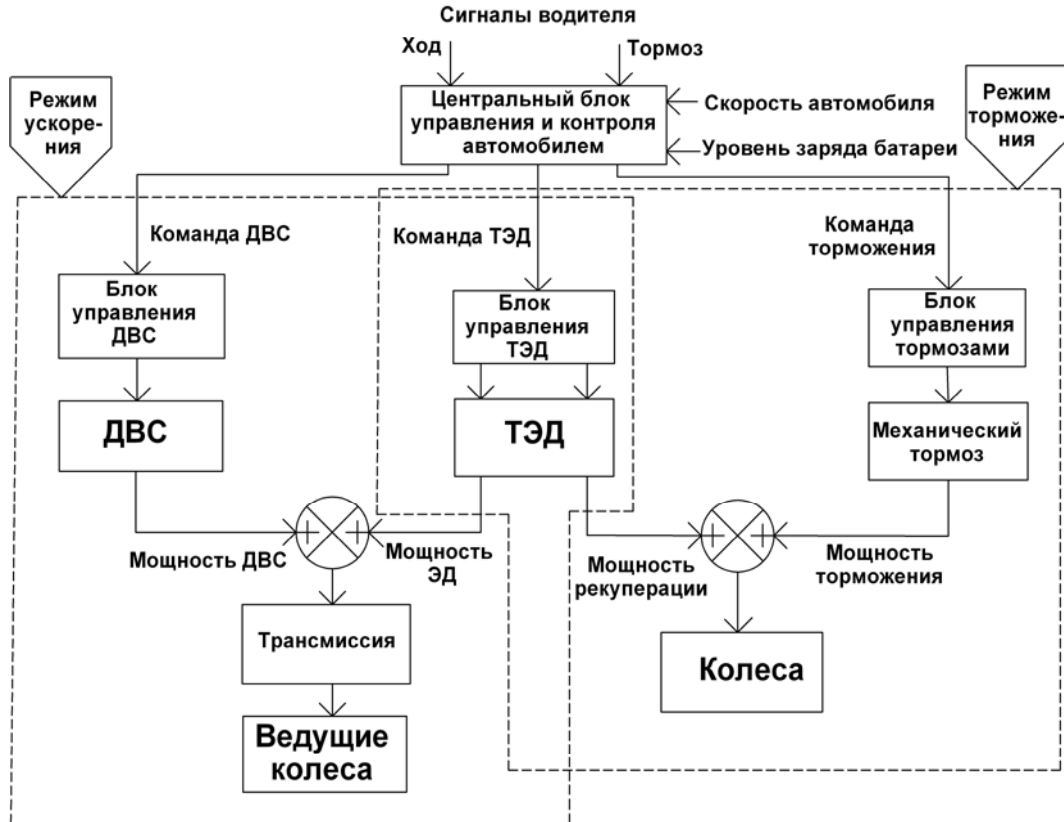 Сигналы водителя
Ход
Тормоз
Режим
ускоре-
ния
Центральный блок
управления и контроля
автомобилем
Скорость автомобиля
Уровень заряда батареи
Режим
торможе-
ния
Команда ДВС
Команда ТЭД
Команда
торможения
Блок
управления
ДВС
Блок
управления
ТЭД
Блок
управления
тормозами
ДВС
ТЭД
Механический
тормоз
Мощность ДВС
Мощность
ЭД
Мощность
рекуперации
Мощность
торможения
Трансмиссия
Колеса
Ведущие
колеса